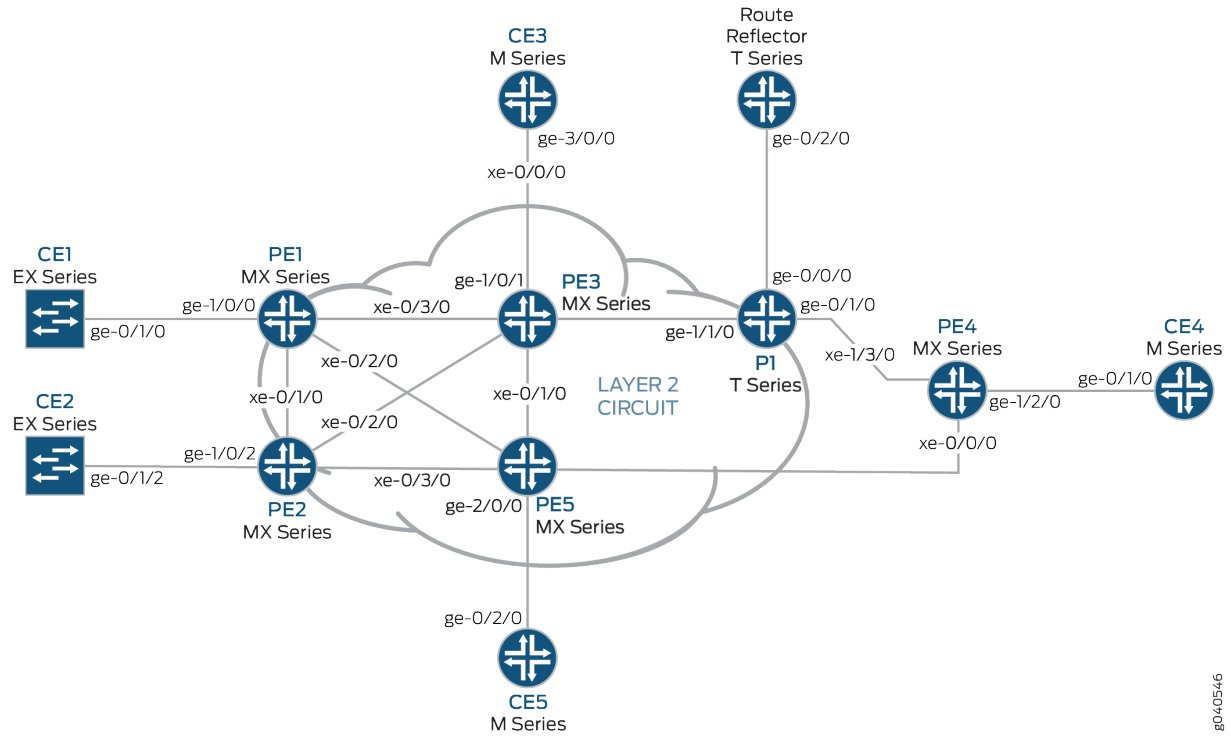 CE3
M Series
Route
Reflector
T Series
ge-3/0/0
ge-0/2/0
xe-0/0/0
CE1
EX Series
PE1
MX Series
ge-1/0/1
PE3
MX Series
ge-0/0/0
ge-1/0/0
xe-0/3/0
ge-0/1/0
ge-0/1/0
ge-1/1/0
PE4
MX Series
CE4
M Series
xe-0/2/0
P1
T Series
xe-1/3/0
ge-0/1/0
LAYER 2
CIRCUIT
xe-0/1/0
xe-0/1/0
ge-1/2/0
CE2
EX Series
xe-0/2/0
xe-0/0/0
ge-1/0/2
ge-0/1/2
xe-0/3/0
PE2
MX Series
ge-2/0/0
PE5
MX Series
ge-0/2/0
CE5
M Series
g040546